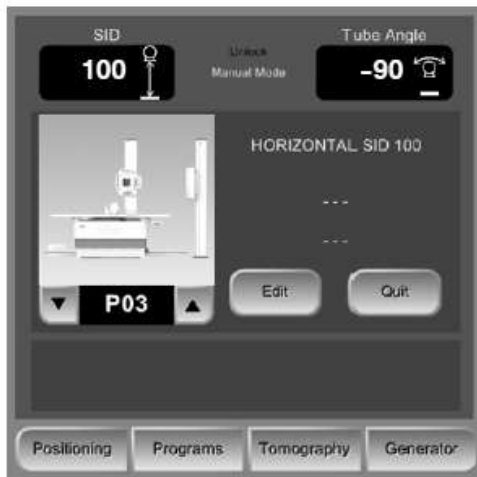 SID
Tube Angle
100
Unlock
Manual Mode
-90
HORIZONTAL SID 100
---
---
P03
Edit
Quit
Positioning
Programs
Tomography
Generator